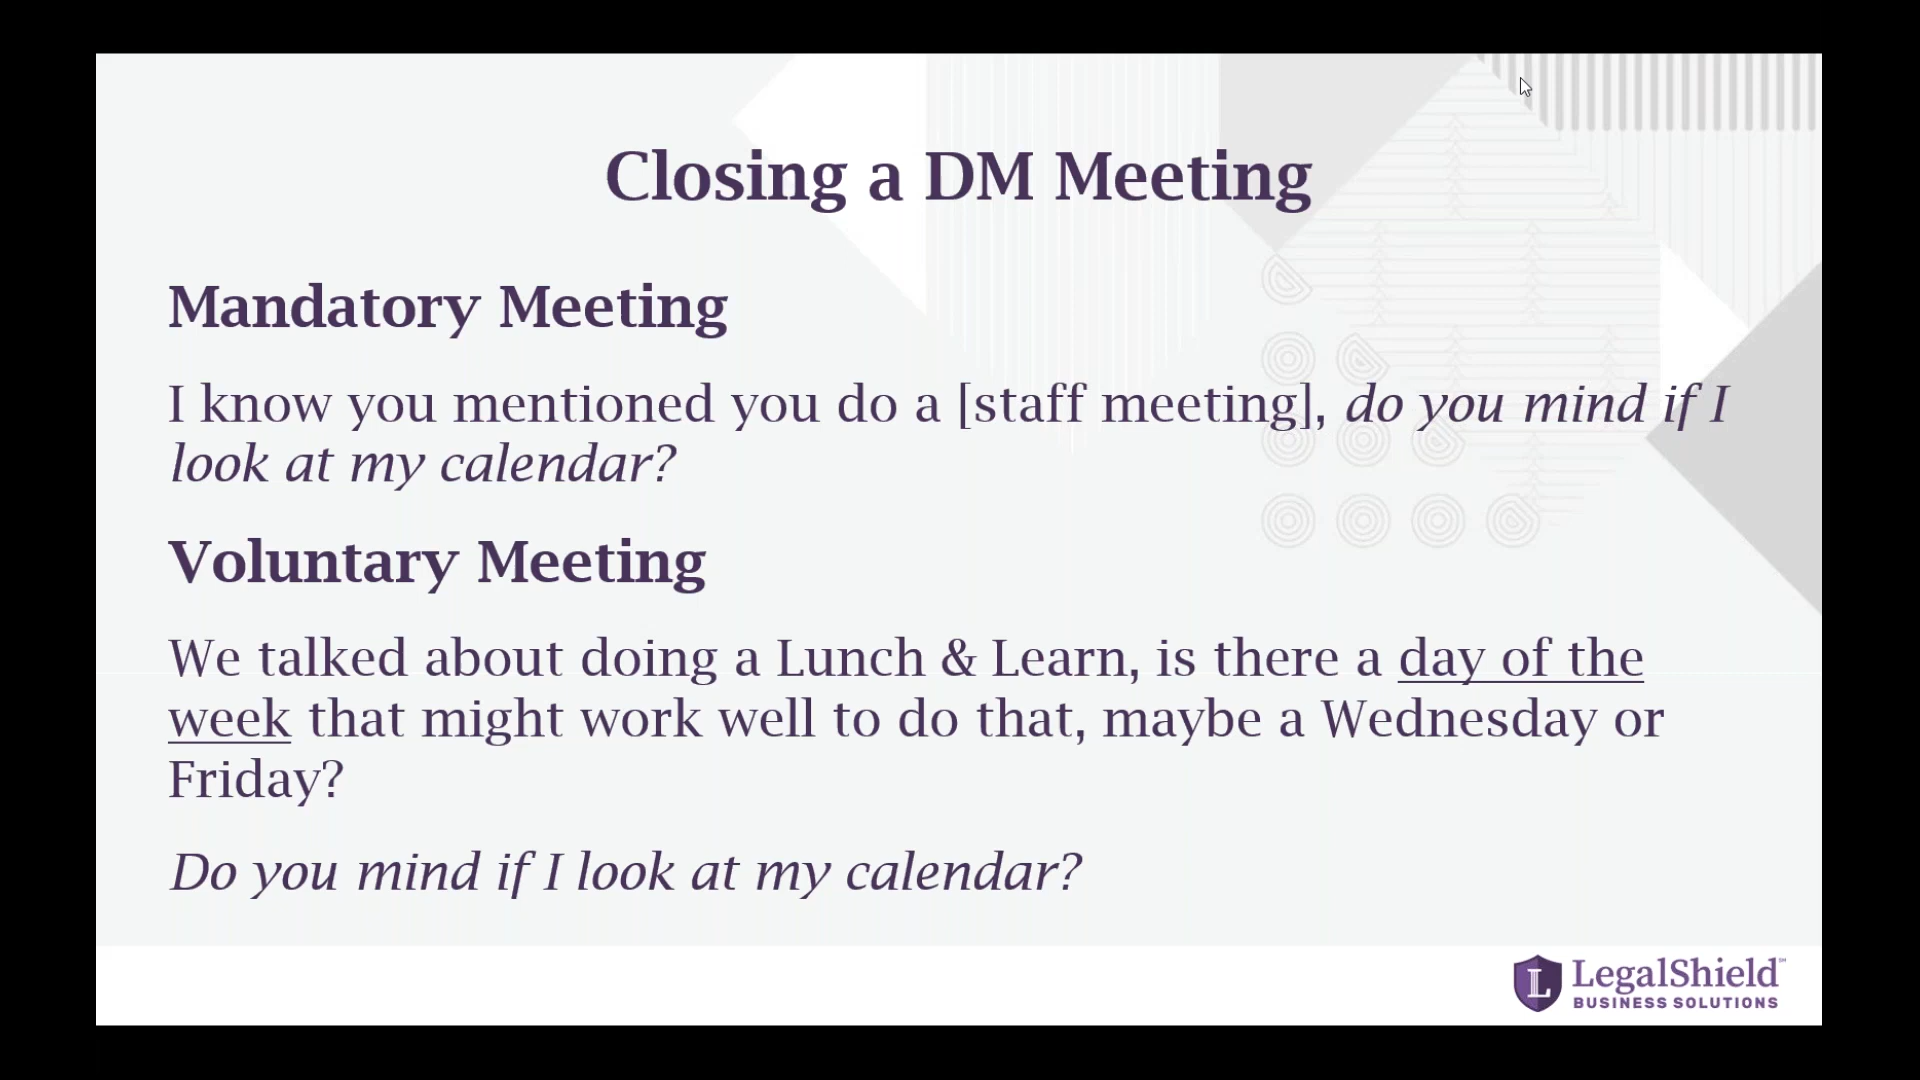 Closing a DM Meeting
Mandatory Meeting
I know you mentioned you do a [staff meeting], do you mind if I
look at my calendar?
Voluntary Meeting
We talked about doing a Lunch & Learn, is there a day of the
week that might work well to do that, maybe a Wednesday or
Friday?
Do you mind if I look at my calendar?
L LegalShield℠
BUSINESS SOLUTIONS